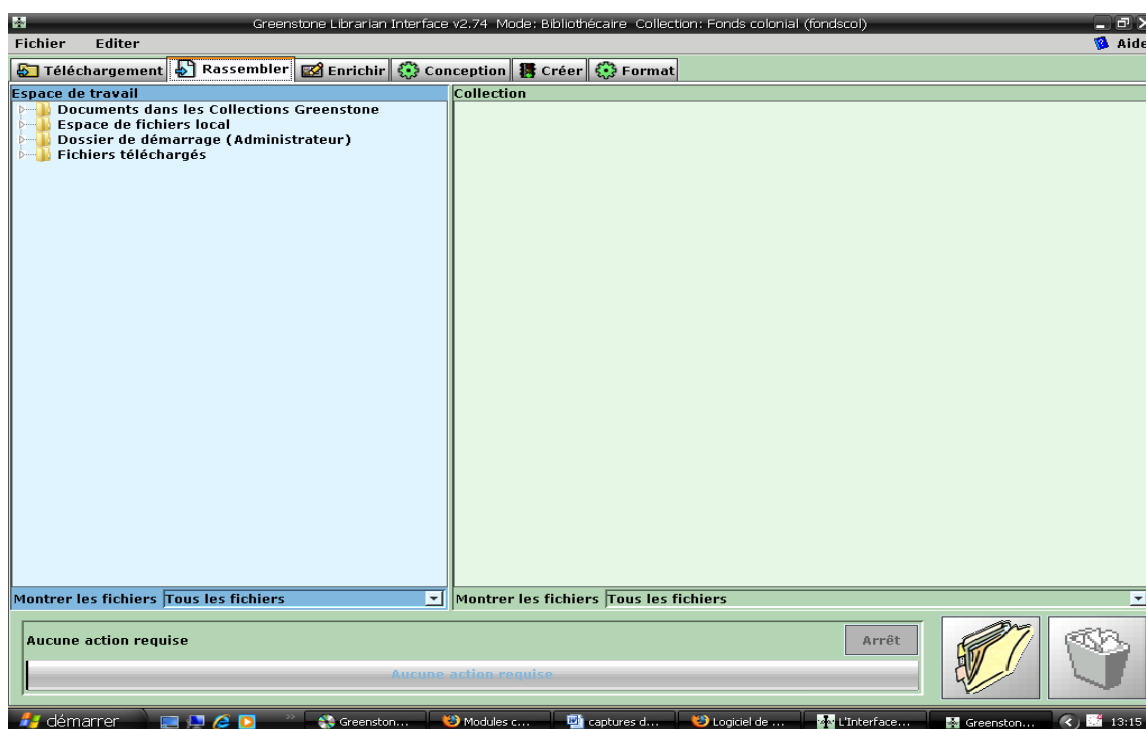 Greenstone Librarian Interface v2.74 Mode: Bibliothécaire Collection: Fonds colonial (fondscol)
Fichier Editer Aide
Téléchargement Rassembler Enrichir Conception Créer Format
Espace de travail
Documents dans les Collections Greenstone
Espace de fichiers local
Dossier de démarrage (Administrateur)
Fichiers téléchargés
Montrer les fichiers Tous les fichiers
Collection
Montrer les fichiers Tous les fichiers
Aucune action requise
Arrêt
Aucune action requise
démarrer Greenston... Modules c... captures d... Logiciel de ... L'Interface... Greenston... 13:15